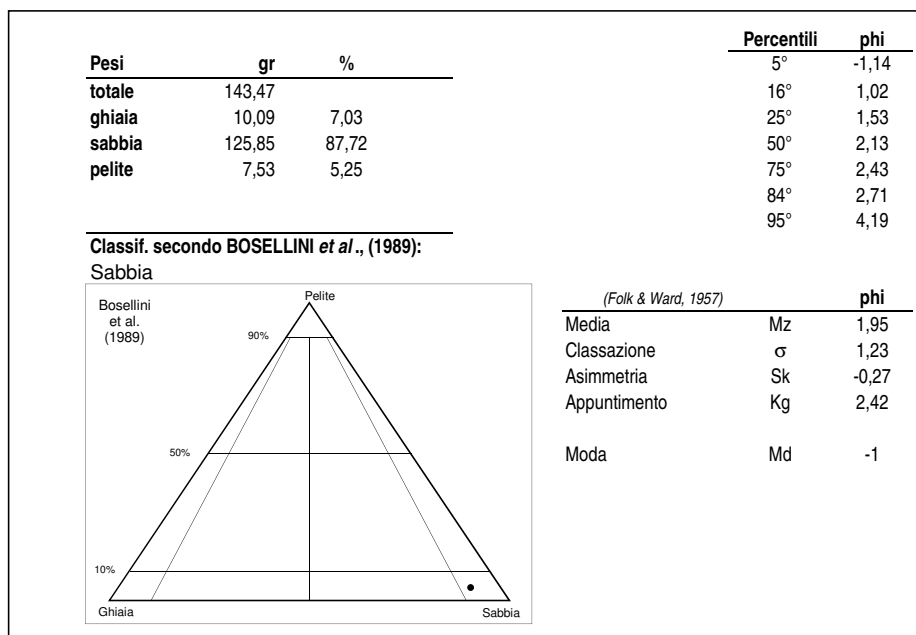 Pesi gr %
totale 143,47
ghiaia 10,09 7,03
sabbia 125,85 87,72
pelite 7,53 5,25
Percentili phi
5° -1,14
16° 1,02
25° 1,53
50° 2,13
75° 2,43
84° 2,71
95° 4,19
Classif. secondo BOSELLINI et al., (1989):
Sabbia
Bosellini
et al.
(1989)
Pelite
90%
50%
10%
Ghiaia Sabbia
(Folk & Ward, 1957) phi
Media Mz 1,95
Classazione σ 1,23
Asimmetria Sk -0,27
Appuntimento Kg 2,42
Moda Md -1